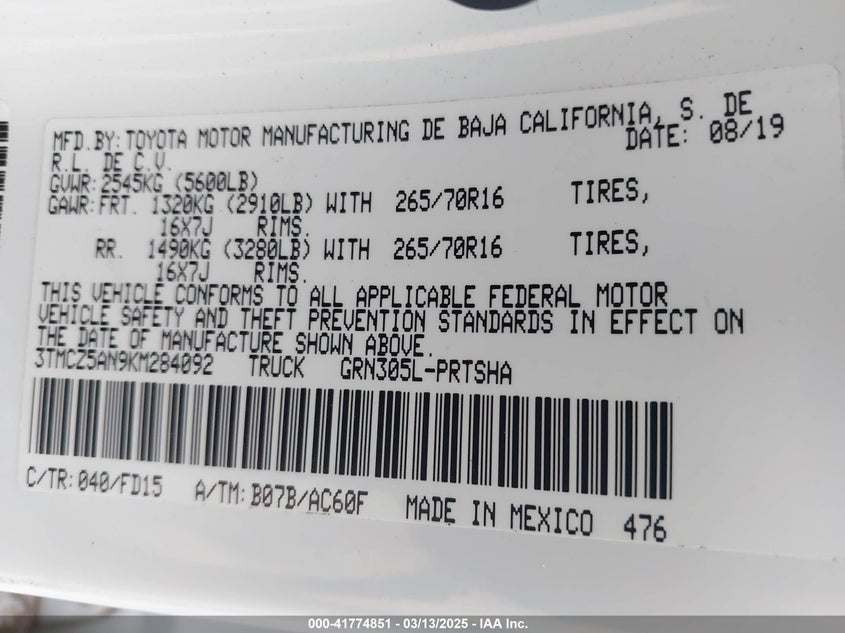 MFD.BY: TOYOTA MOTOR MANUFACTURING DE BAJA CALIFORNIA, S. DE
R.L. DE C.V. DATE: 08/19
GVWR: 2545KG (5600LB)
GAWR: FRT. 1320KG (2910LB) WITH 265/70R16 TIRES,
16X7J RIMS.
RR. 1490KG (3280LB) WITH 265/70R16 TIRES,
16X7J RIMS.
THIS VEHICLE CONFORMS TO ALL APPLICABLE FEDERAL MOTOR
VEHICLE SAFETY AND THEFT PREVENTION STANDARDS IN EFFECT ON
THE DATE OF MANUFACTURE SHOWN ABOVE.
3TMCZ5AN9KM284092 TRUCK GRN305L-PRTSHA
C/TR: 040/FD15 A/TM: B07B/AC60F MADE IN MEXICO 476
000-41774851 - 03/13/2025 - IAA Inc.